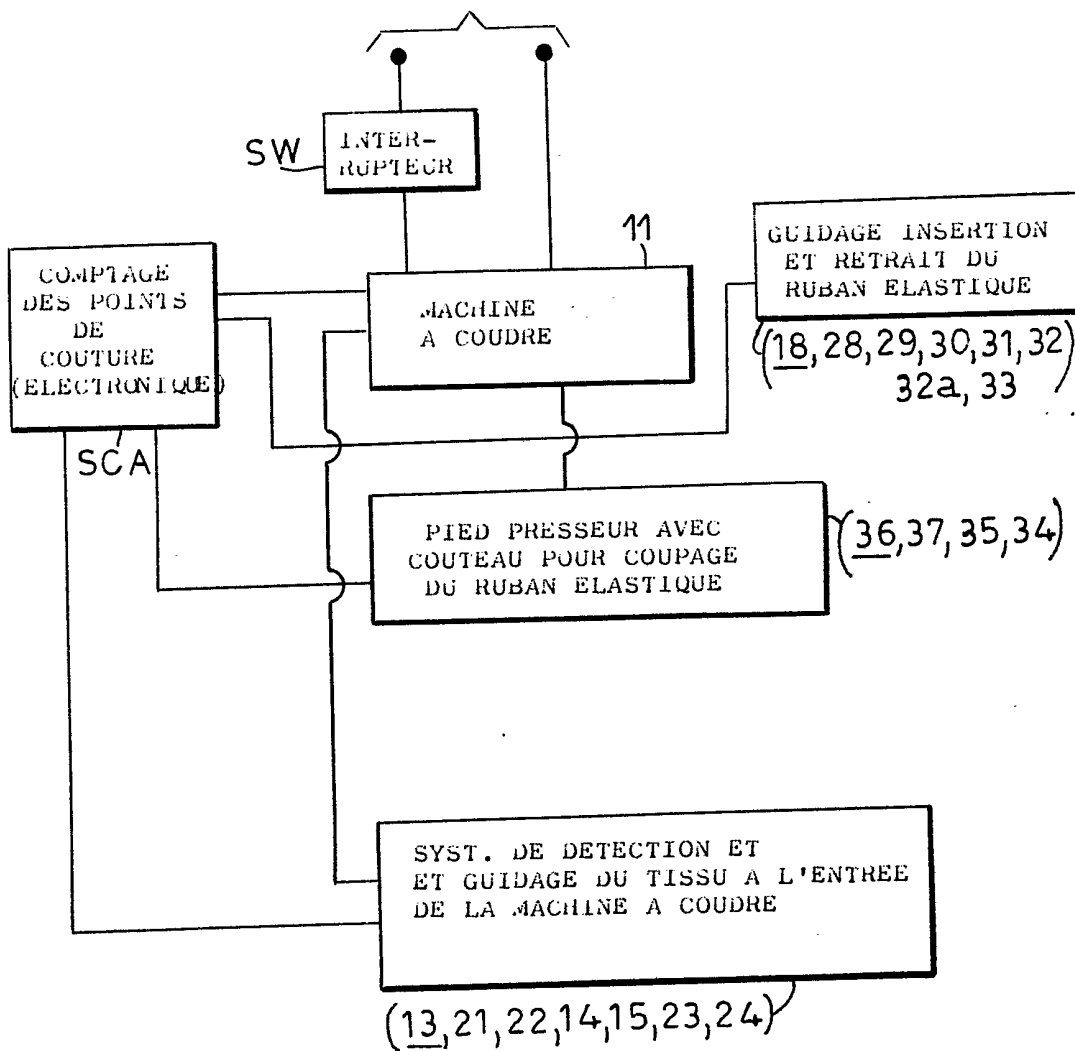 SW
INTER-
RUPTEUR
11
COMPTAGE
DES POINTS
DE
COUTURE
(ELECTRONIQUE)
SCA
MACHINE
A COUDRE
GUIDAGE INSERTION
ET RETRAIT DU
RUBAN ELASTIQUE
(18, 28, 29, 30, 31, 32)
32a, 33
PIED PRESSEUR AVEC
COUTEAU POUR COUPAGE
DU RUBAN ELASTIQUE
(36, 37, 35, 34)
SYST. DE DETECTION ET
ET GUIDAGE DU TISSU A L'ENTREE
DE LA MACHINE A COUDRE
(13, 21, 22, 14, 15, 23, 24)